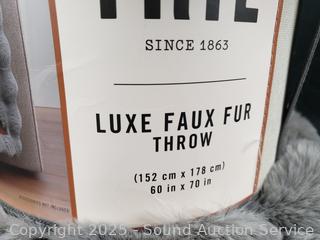 SINCE 1863
LUXE FAUX FUR
THROW
(152 cm x 178 cm)
60 in x 70 in
Copyright 2025 - Sound Auction Service